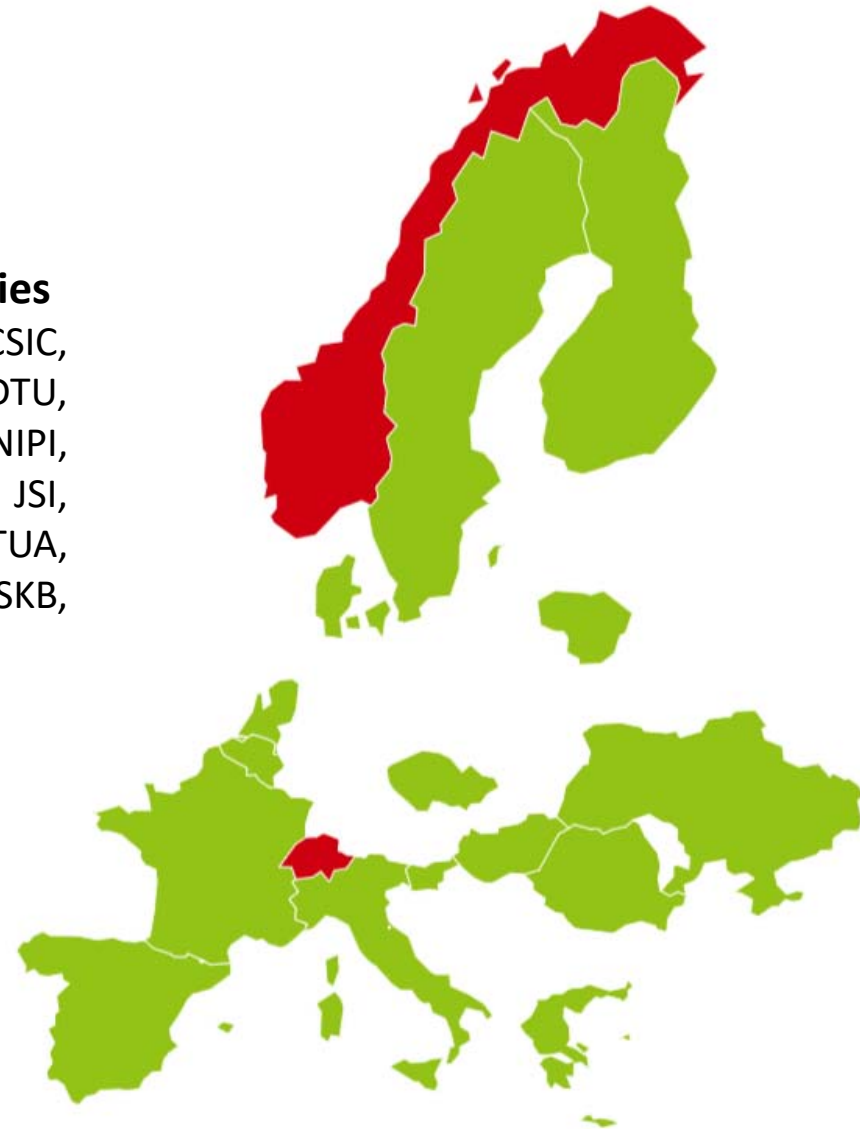 ies
CSIC,
DTU,
NIPI,
JSI,
TUA,
SKB,